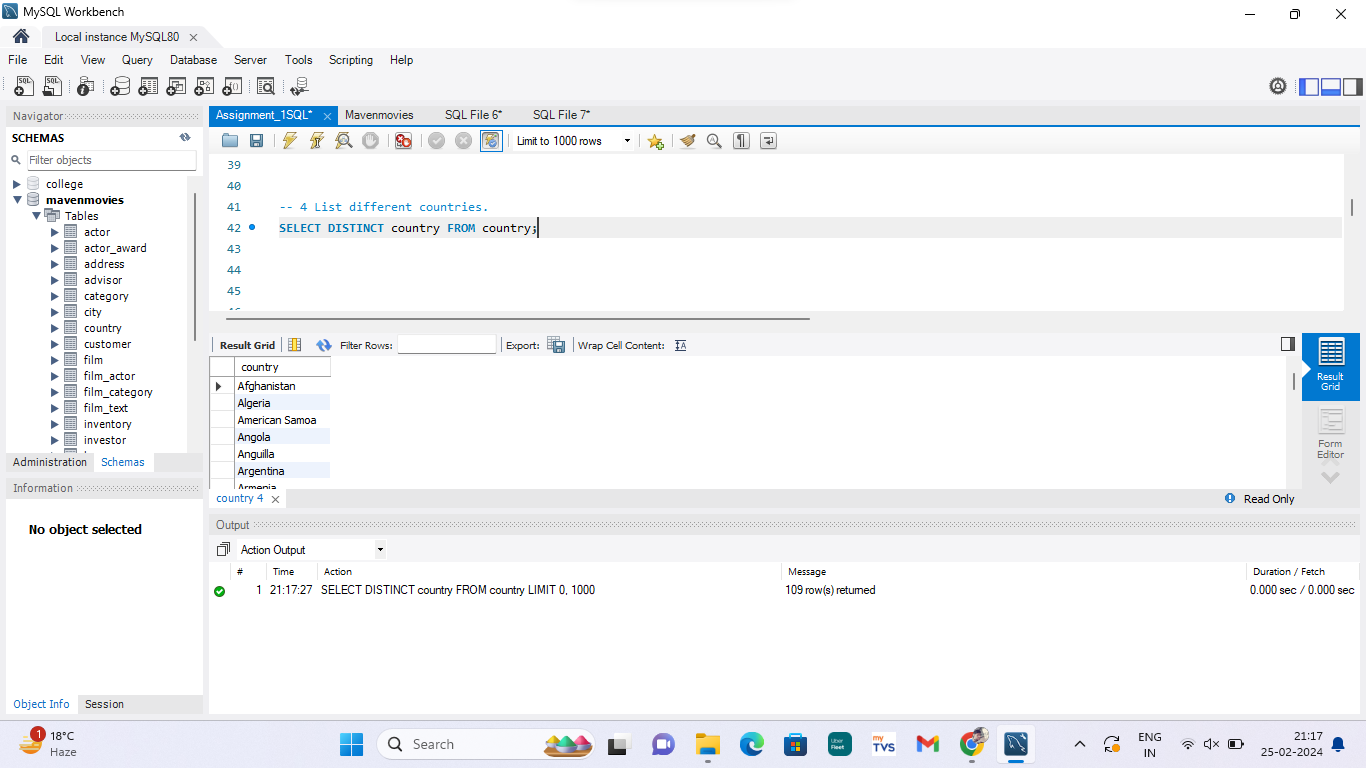 MySQL Workbench
Local instance MySQL80
File Edit View Query Database Server Tools Scripting Help
Navigator
SCHEMAS
Filter objects
college
mavenmovies
Tables
actor
actor_award
address
advisor
category
city
country
customer
film
film_actor
film_category
film_text
inventory
investor
Administration Schemas
Information
No object selected
Object Info Session
Assignment_1SQL* Mavenmovies SQL File 6* SQL File 7*
Limit to 1000 rows
39
40
41 -- 4 List different countries.
42 SELECT DISTINCT country FROM country;
43
44
45
46
Result Grid Filter Rows: Export: Wrap Cell Content:
country
Afghanistan
Algeria
American Samoa
Angola
Anguilla
Argentina
Armenia
Result Grid
Form Editor
country 4 Read Only
Output
Action Output
# Time Action Message Duration / Fetch
1 21:17:27 SELECT DISTINCT country FROM country LIMIT 0, 1000 109 row(s) returned 0.000 sec / 0.000 sec
1
18°C
Haze
Search
Uber Fleet
my TVS
ENG
IN
21:17
25-02-2024